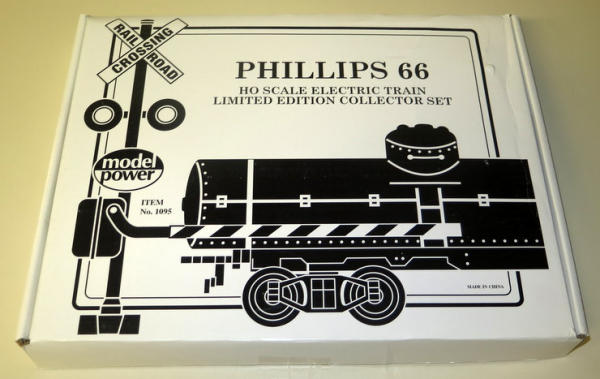 RAIL ROAD
CROSSING
PHILLIPS 66
HO SCALE ELECTRIC TRAIN
LIMITED EDITION COLLECTOR SET
model
power
ITEM
No. 1095
MADE IN CHINA